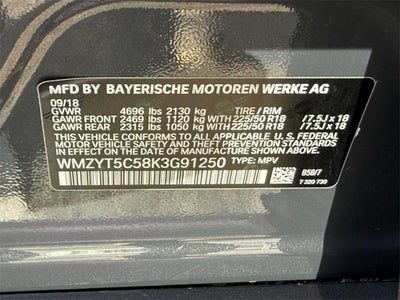 MFD BY BAYERISCHE MOTOREN WERKE AG
09/18
GVWR 4696 lbs 2130 kg TIRE / RIM
GAWR FRONT 2469 lbs 1120 kg WITH 225/50 R18 /7.5J x 18
GAWR REAR 2315 lbs 1050 kg WITH 225/50 R18 /7.5J x 18
THIS VEHICLE CONFORMS TO ALL APPLICABLE U. S. FEDERAL
MOTOR VEHICLE SAFETY, BUMPER, AND THEFT PREVENTION
STANDARDS IN EFFECT ON THE DATE OF MANUFACTURE SHOWN ABOVE.
WMZYT5C58K3G91250 TYPE: MPV
B58/7
7 320 730